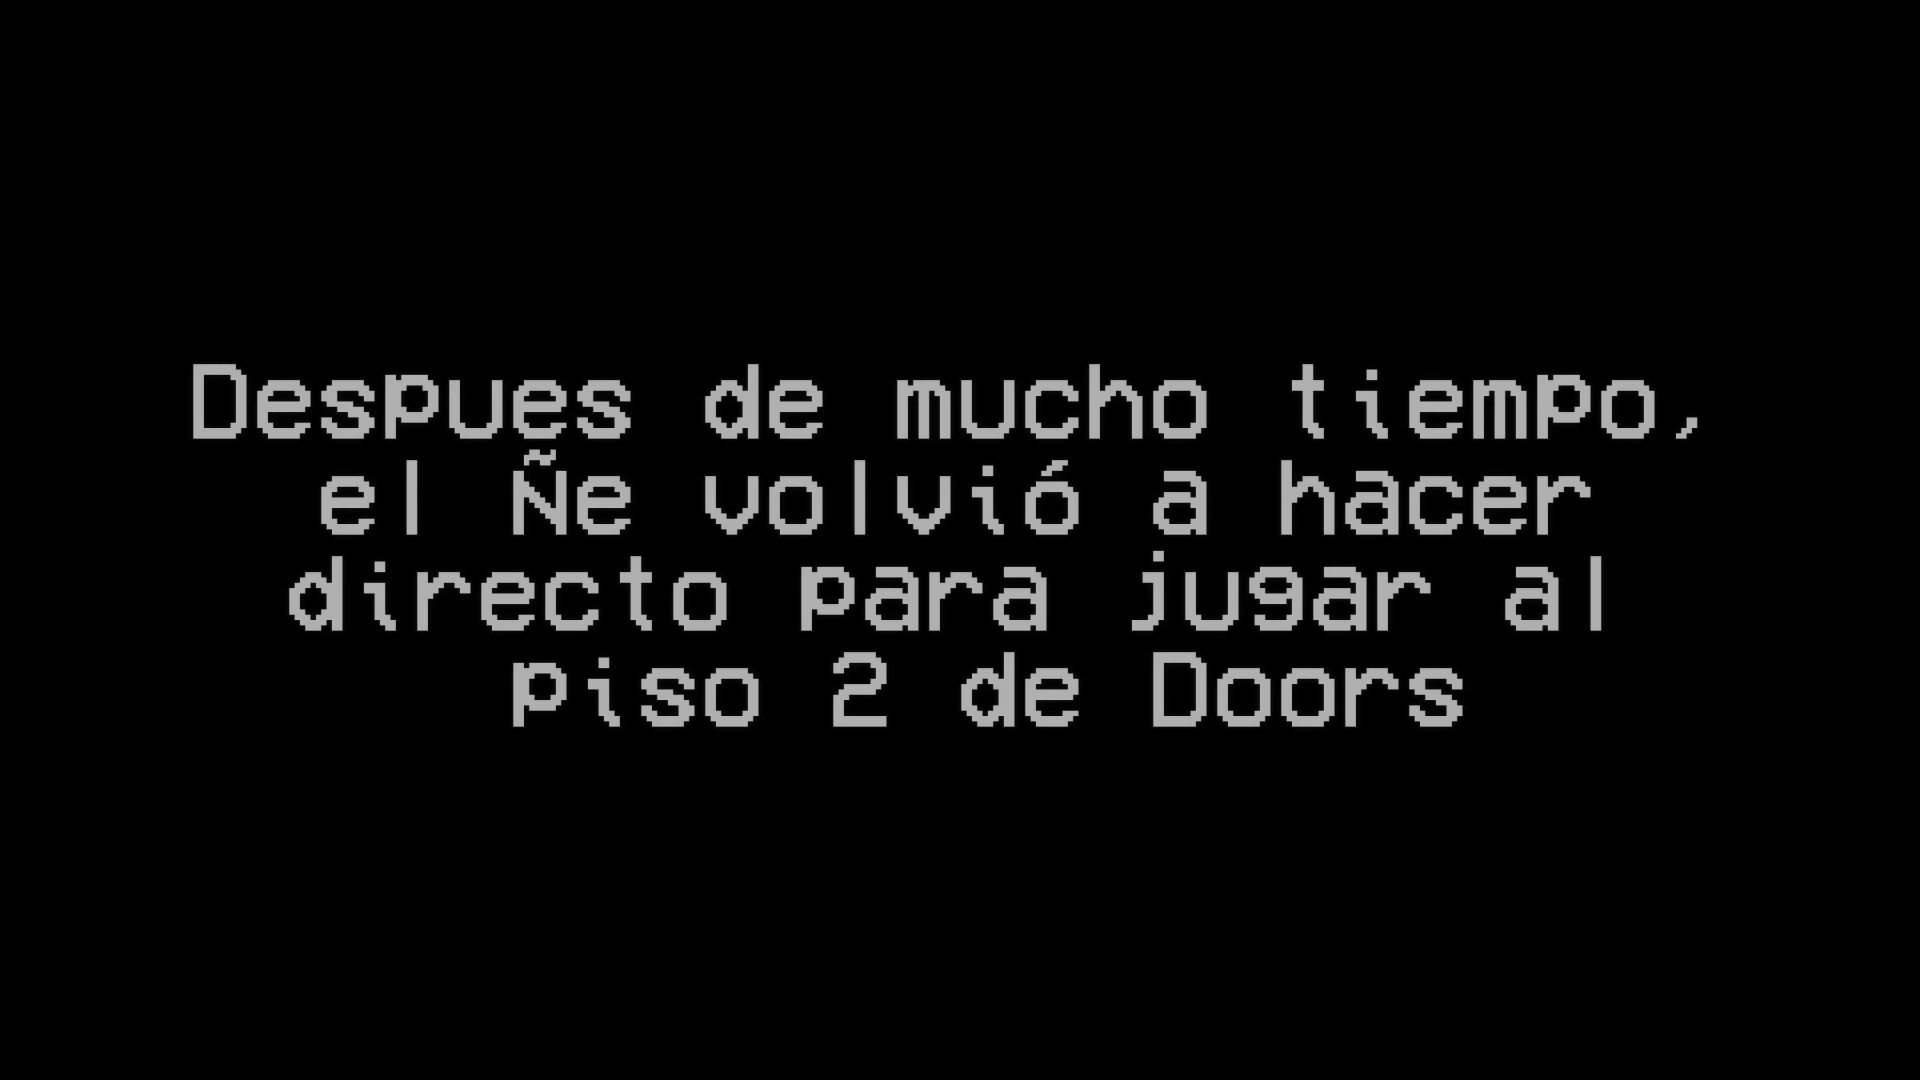 Despues de mucho tiempo,
el Ñe volvió a hacer
directo para jugar al
piso 2 de Doors